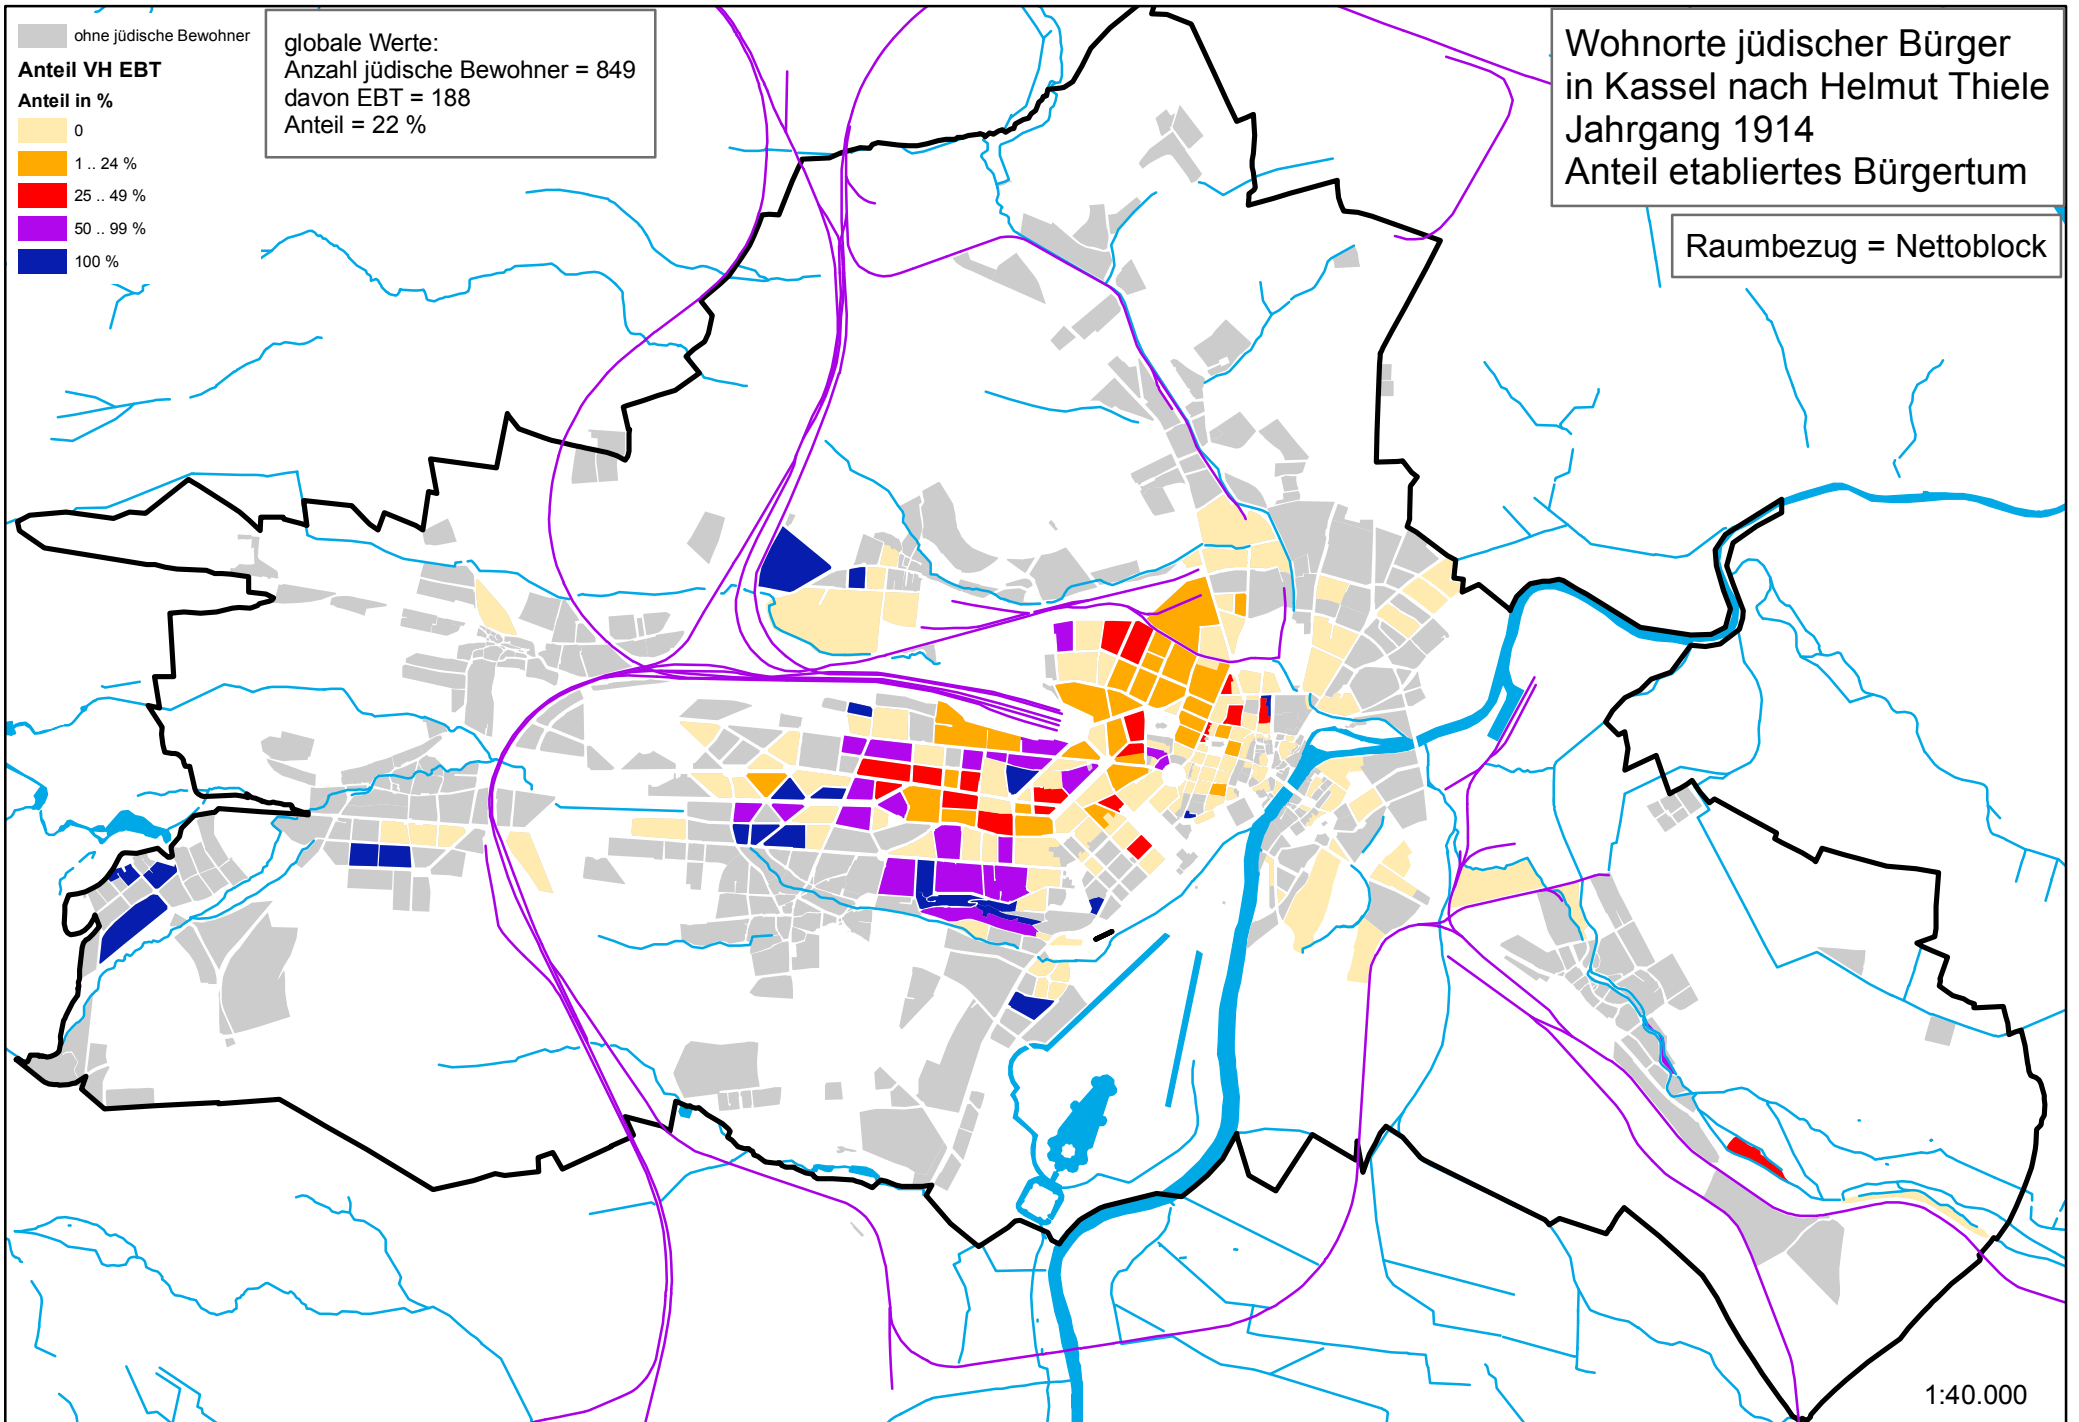 ohne jüdische Bewohner
Anteil VH EBT
Anteil in %
0
1 .. 24 %
25 .. 49 %
50 .. 99 %
100 %
globale Werte:
Anzahl jüdische Bewohner = 849
davon EBT = 188
Anteil = 22 %
Wohnorte jüdischer Bürger
in Kassel nach Helmut Thiele
Jahrgang 1914
Anteil etabliertes Bürgertum
Raumbezug = Nettoblock
1:40.000